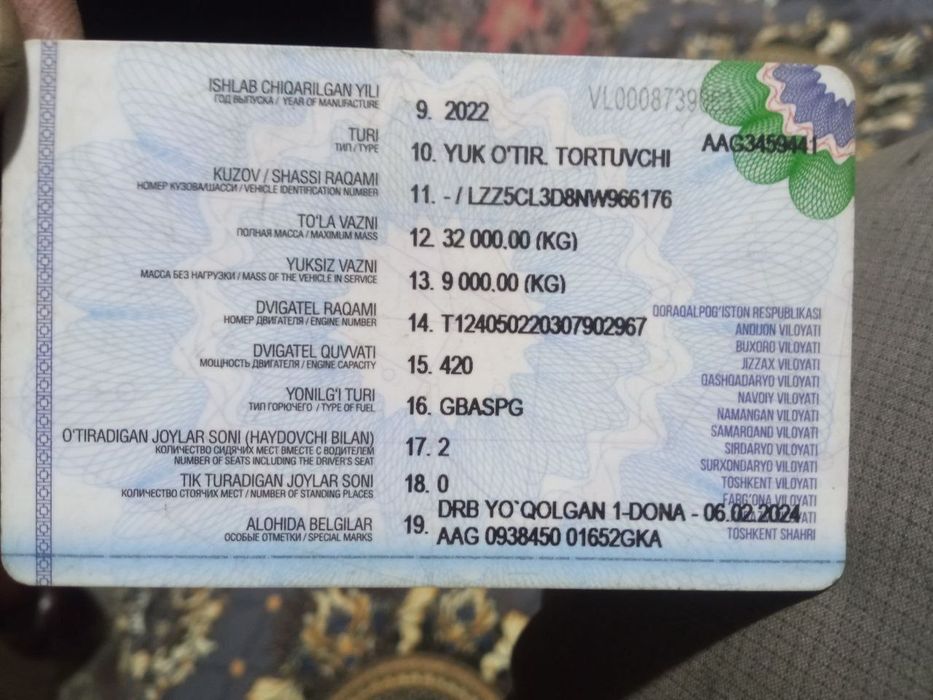 VL0008739
AAG3459441
ISHLAB CHIQARILGAN YILI
ГОД ВЫПУСКА / YEAR OF MANUFACTURE
9. 2022
TURI
ТИП / TYPE
10. YUK O'TIR. TORTUVCHI
KUZOV / SHASSI RAQAMI
НОМЕР КУЗОВА/ШАССИ / VEHICLE IDENTIFICATION NUMBER
11. - / LZZ5CL3D8NW966176
TO'LA VAZNI
ПОЛНАЯ МАССА / MAXIMUM MASS
12. 32 000.00 (KG)
YUKSIZ VAZNI
МАССА БЕЗ НАГРУЗКИ / MASS OF THE VEHICLE IN SERVICE
13. 9 000.00 (KG)
DVIGATEL RAQAMI
НОМЕР ДВИГАТЕЛЯ / ENGINE NUMBER
14. T124050220307902967
DVIGATEL QUVVATI
МОЩНОСТЬ ДВИГАТЕЛЯ / ENGINE CAPACITY
15. 420
YONILG'I TURI
ТИП ГОРЮЧЕГО / TYPE OF FUEL
16. GBASPG
O'TIRADIGAN JOYLAR SONI (HAYDOVCHI BILAN)
КОЛИЧЕСТВО СИДЯЧИХ МЕСТ ВМЕСТЕ С ВОДИТЕЛЕМ
NUMBER OF SEATS INCLUDING THE DRIVER'S SEAT
17. 2
TIK TURADIGAN JOYLAR SONI
КОЛИЧЕСТВО СТОЯЧИХ МЕСТ / NUMBER OF STANDING PLACES
18. 0
ALOHIDA BELGILAR
ОСОБЫЕ ОТМЕТКИ / SPECIAL MARKS
19. DRB YO`QOLGAN 1-DONA - 06.02.2024
AAG 0938450 01652GKA
QORAQALPOG'ISTON RESPUBLIKASI
ANDIJON VILOYATI
BUXORO VILOYATI
JIZZAX VILOYATI
QASHQADARYO VILOYATI
NAVOIY VILOYATI
NAMANGAN VILOYATI
SAMARQAND VILOYATI
SIRDARYO VILOYATI
SURXONDARYO VILOYATI
TOSHKENT VILOYATI
FARG'ONA VILOYATI
TOSHKENT SHAHRI